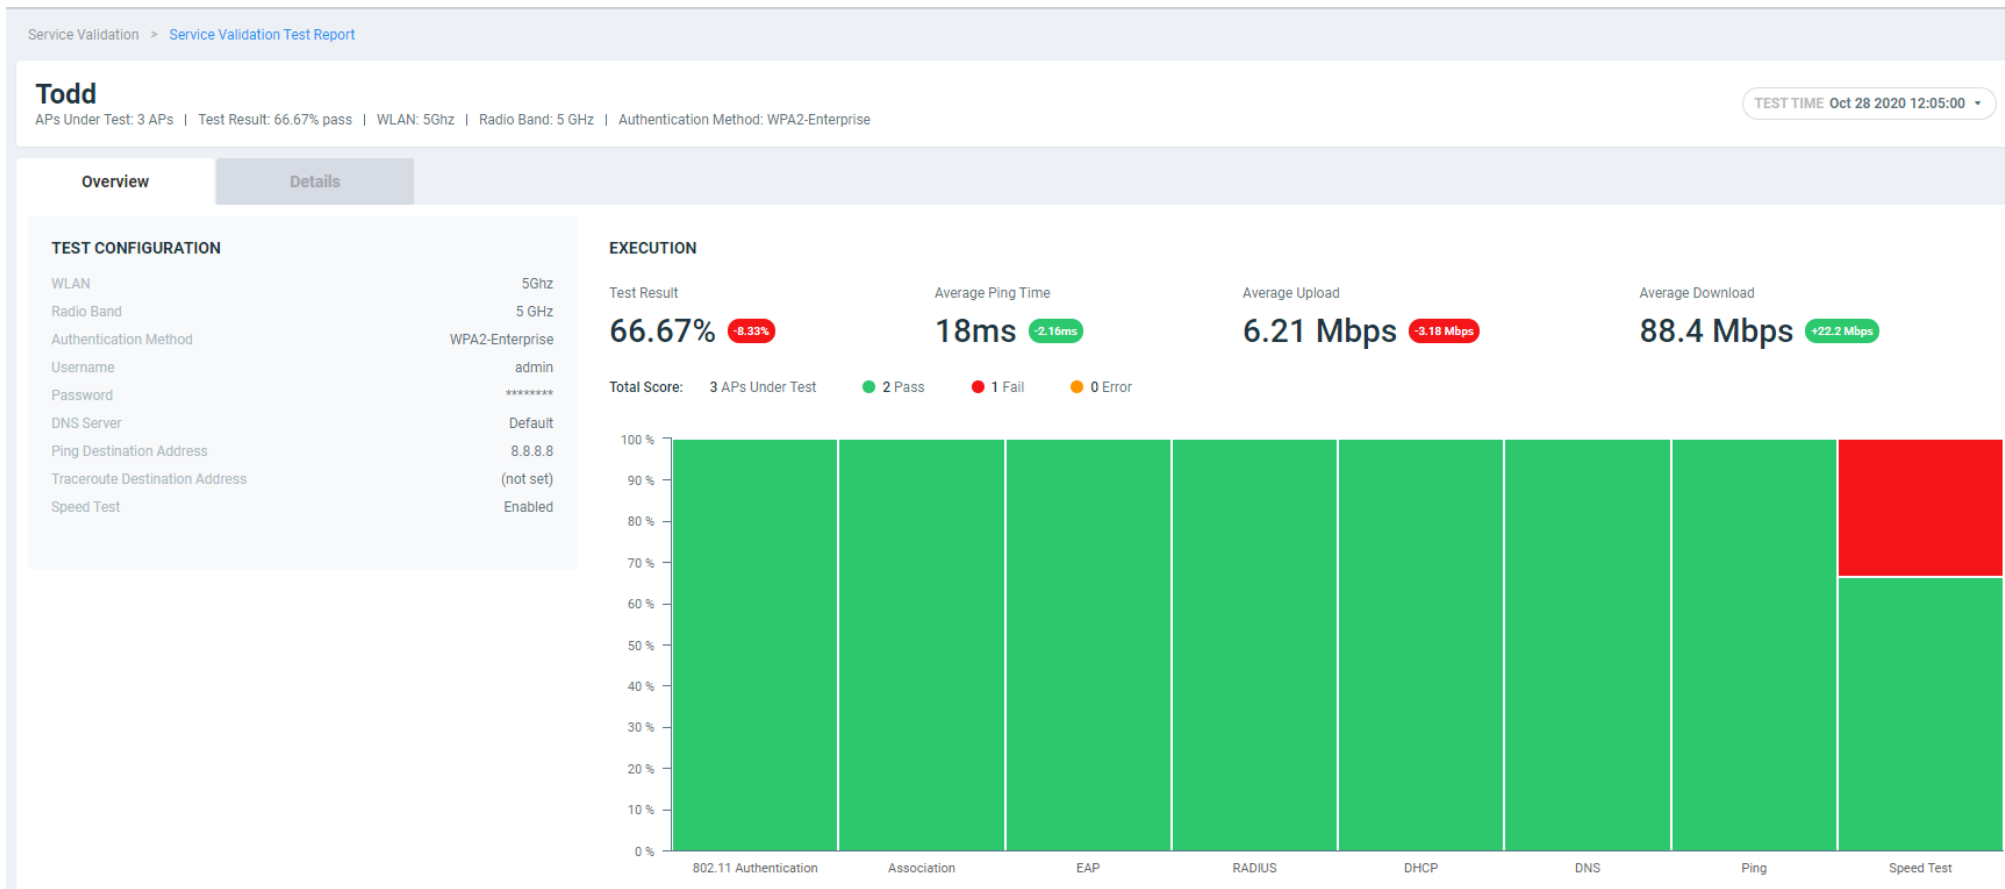 Service Validation > Service Validation Test Report
Todd
APs Under Test: 3 APs | Test Result: 66.67% pass | WLAN: 5Ghz | Radio Band: 5 GHz | Authentication Method: WPA2-Enterprise
TEST TIME Oct 28 2020 12:05:00
Overview
Details
TEST CONFIGURATION
WLAN 5Ghz
Radio Band 5 GHz
Authentication Method WPA2-Enterprise
Username admin
Password ********
DNS Server Default
Ping Destination Address 8.8.8.8
Traceroute Destination Address (not set)
Speed Test Enabled
EXECUTION
Test Result
66.67% -8.33%
Average Ping Time
18ms -2.16ms
Average Upload
6.21 Mbps -3.18 Mbps
Average Download
88.4 Mbps +22.2 Mbps
Total Score: 3 APs Under Test 2 Pass 1 Fail 0 Error
100 %
90 %
80 %
70 %
60 %
50 %
40 %
30 %
20 %
10 %
0 %
802.11 Authentication Association EAP RADIUS DHCP DNS Ping Speed Test